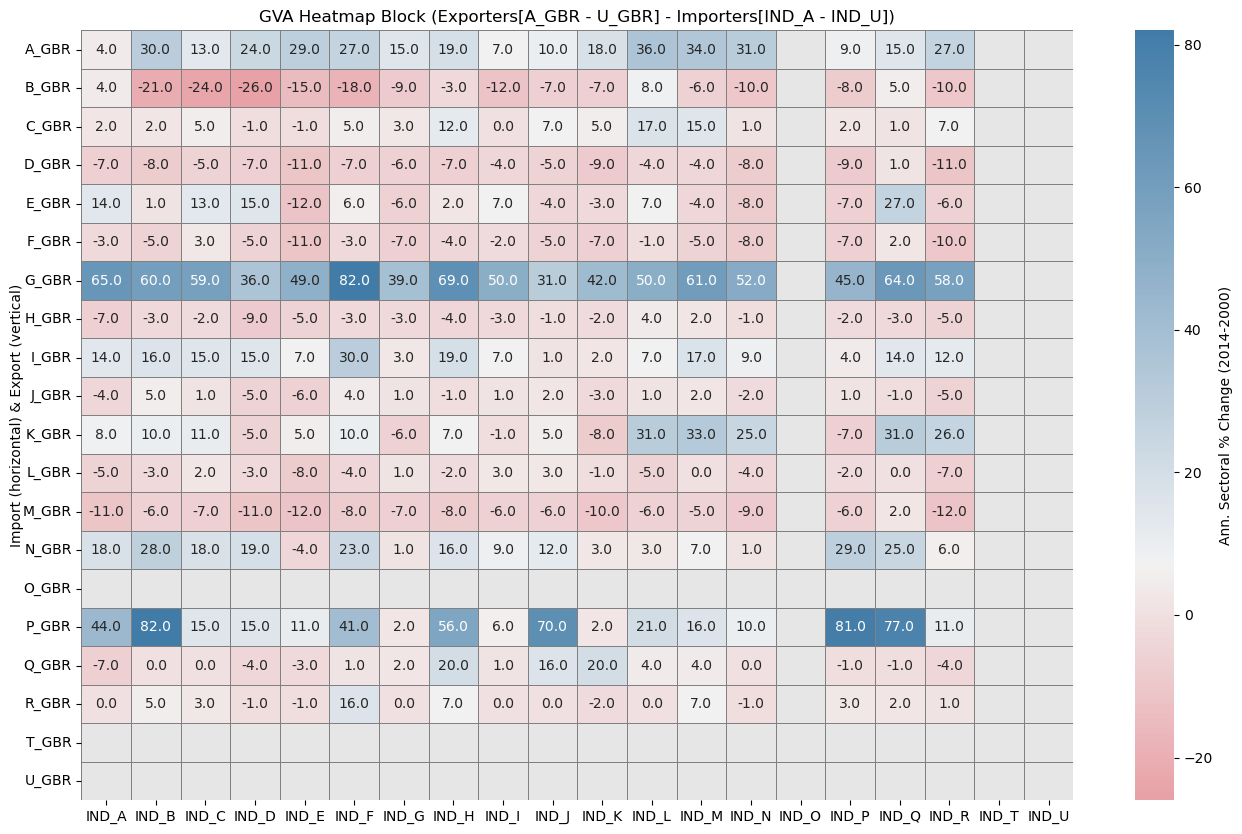 GVA Heatmap Block (Exporters[A_GBR - U_GBR] - Importers[IND_A - IND_U])
Import (horizontal) & Export (vertical)
A_GBR 4.0 30.0 13.0 24.0 29.0 27.0 15.0 19.0 7.0 10.0 18.0 36.0 34.0 31.0 9.0 15.0 27.0
B_GBR 4.0 -21.0 -24.0 -26.0 -15.0 -18.0 -9.0 -3.0 -12.0 -7.0 -7.0 8.0 -6.0 -10.0 -8.0 5.0 -10.0
C_GBR 2.0 2.0 5.0 -1.0 -1.0 5.0 3.0 12.0 0.0 7.0 5.0 17.0 15.0 1.0 2.0 1.0 7.0
D_GBR -7.0 -8.0 -5.0 -7.0 -11.0 -7.0 -6.0 -7.0 -4.0 -5.0 -9.0 -4.0 -4.0 -8.0 -9.0 1.0 -11.0
E_GBR 14.0 1.0 13.0 15.0 -12.0 6.0 -6.0 2.0 7.0 -4.0 -3.0 7.0 -4.0 -8.0 -7.0 27.0 -6.0
F_GBR -3.0 -5.0 3.0 -5.0 -11.0 -3.0 -7.0 -4.0 -2.0 -5.0 -7.0 -1.0 -5.0 -8.0 -7.0 2.0 -10.0
G_GBR 65.0 60.0 59.0 36.0 49.0 82.0 39.0 69.0 50.0 31.0 42.0 50.0 61.0 52.0 45.0 64.0 58.0
H_GBR -7.0 -3.0 -2.0 -9.0 -5.0 -3.0 -3.0 -4.0 -3.0 -1.0 -2.0 4.0 2.0 -1.0 -2.0 -3.0 -5.0
I_GBR 14.0 16.0 15.0 15.0 7.0 30.0 3.0 19.0 7.0 1.0 2.0 7.0 17.0 9.0 4.0 14.0 12.0
J_GBR -4.0 5.0 1.0 -5.0 -6.0 4.0 1.0 -1.0 1.0 2.0 -3.0 1.0 2.0 -2.0 1.0 -1.0 -5.0
K_GBR 8.0 10.0 11.0 -5.0 5.0 10.0 -6.0 7.0 -1.0 5.0 -8.0 31.0 33.0 25.0 -7.0 31.0 26.0
L_GBR -5.0 -3.0 2.0 -3.0 -8.0 -4.0 1.0 -2.0 3.0 3.0 -1.0 -5.0 0.0 -4.0 -2.0 0.0 -7.0
M_GBR -11.0 -6.0 -7.0 -11.0 -12.0 -8.0 -7.0 -8.0 -6.0 -6.0 -10.0 -6.0 -5.0 -9.0 -6.0 2.0 -12.0
N_GBR 18.0 28.0 18.0 19.0 -4.0 23.0 1.0 16.0 9.0 12.0 3.0 3.0 7.0 1.0 29.0 25.0 6.0
O_GBR
P_GBR 44.0 82.0 15.0 15.0 11.0 41.0 2.0 56.0 6.0 70.0 2.0 21.0 16.0 10.0 81.0 77.0 11.0
Q_GBR -7.0 0.0 0.0 -4.0 -3.0 1.0 2.0 20.0 1.0 16.0 20.0 4.0 4.0 0.0 -1.0 -1.0 -4.0
R_GBR 0.0 5.0 3.0 -1.0 -1.0 16.0 0.0 7.0 0.0 0.0 -2.0 0.0 7.0 -1.0 3.0 2.0 1.0
T_GBR
U_GBR
IND_A IND_B IND_C IND_D IND_E IND_F IND_G IND_H IND_I IND_J IND_K IND_L IND_M IND_N IND_O IND_P IND_Q IND_R IND_T IND_U
80
60
40
20
0
−20
Ann. Sectoral % Change (2014-2000)